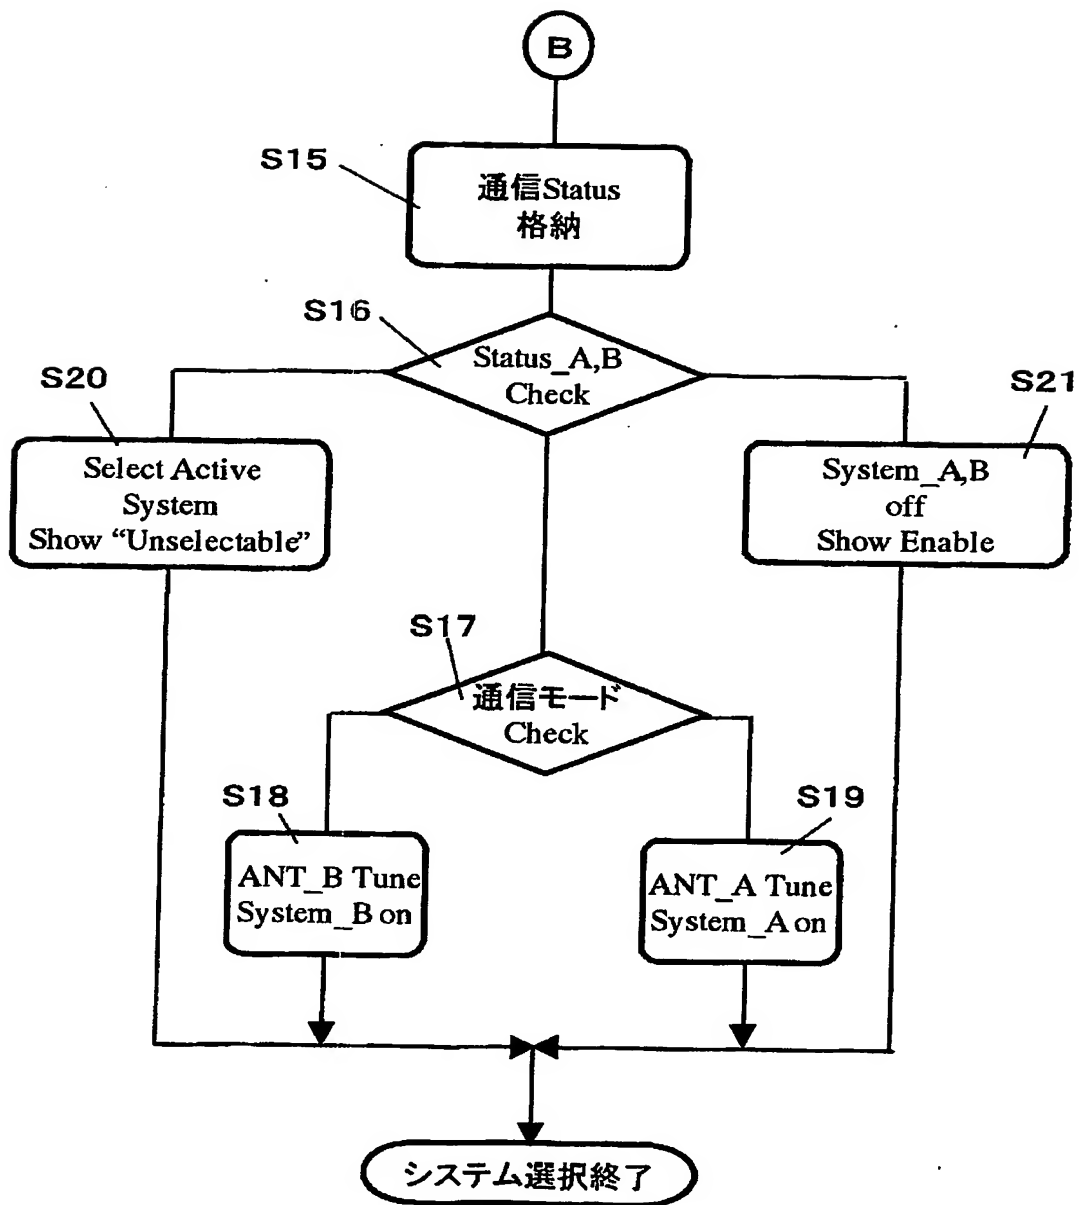 B
S15
通信Status
格納
S16
Status_A,B
Check
S20
Select Active
System
Show “Unselectable”
S21
System_A,B
off
Show Enable
S17
通信モード
Check
S18
ANT_B Tune
System_B on
S19
ANT_A Tune
System_A on
システム選択終了